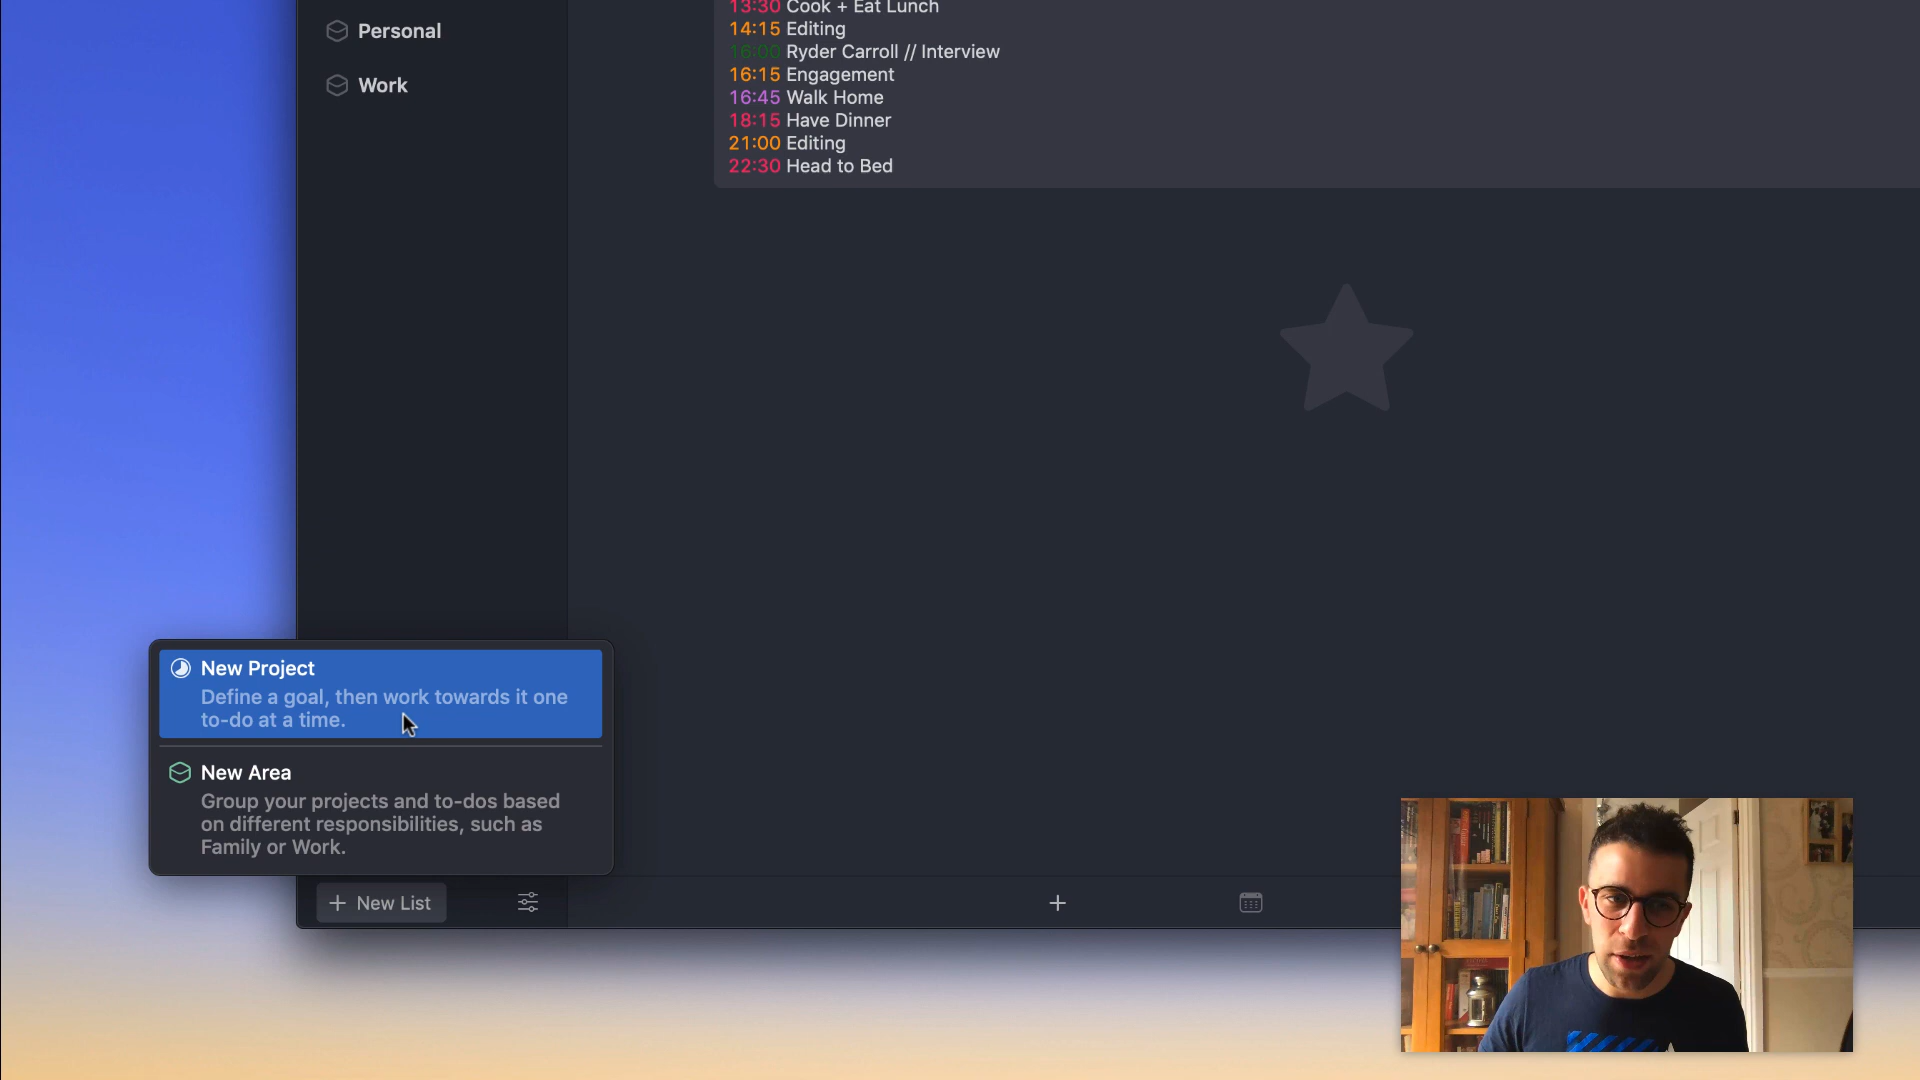 Personal
Work
13:30 Cook + Eat Lunch
14:15 Editing
16:00 Ryder Carroll // Interview
16:15 Engagement
16:45 Walk Home
18:15 Have Dinner
21:00 Editing
22:30 Head to Bed
New Project
Define a goal, then work towards it one
to-do at a time.
New Area
Group your projects and to-dos based
on different responsibilities, such as
Family or Work.
+ New List